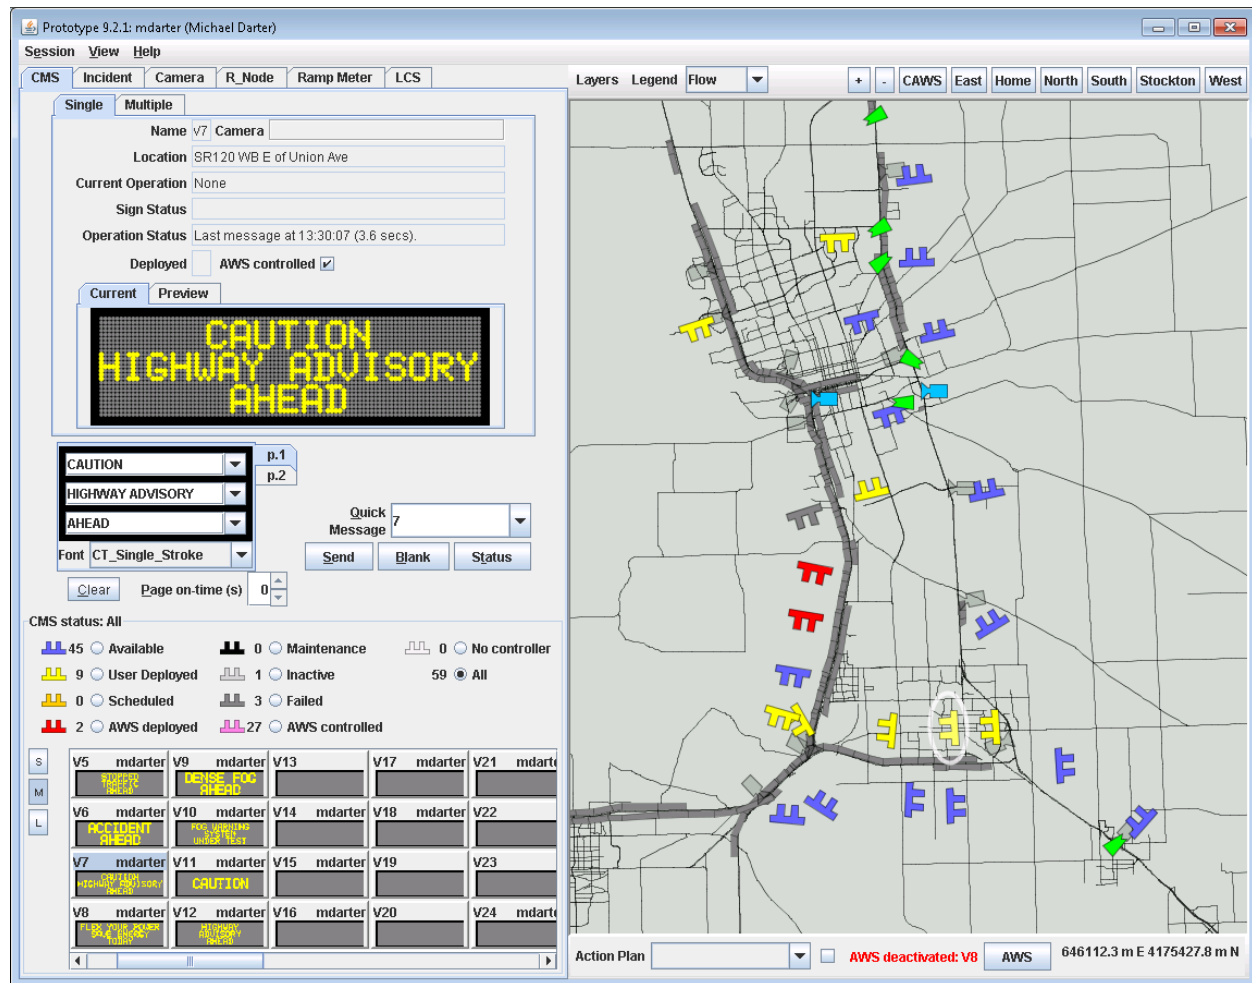 Prototype 9.2.1: mdarter (Michael Darter)
Session View Help
CMS Incident Camera R_Node Ramp Meter LCS
Single Multiple
Name V7 Camera
Location SR120 WB E of Union Ave
Current Operation None
Sign Status
Operation Status Last message at 13:30:07 (3.6 secs).
Deployed AWS controlled
Current Preview
CAUTION
HIGHWAY ADVISORY
AHEAD
CAUTION
HIGHWAY ADVISORY
AHEAD
p.1
p.2
Font CT_Single_Stroke
Quick Message 7
Send Blank Status
Clear Page on-time (s) 0
CMS status: All
45 Available 0 Maintenance 0 No controller
9 User Deployed 1 Inactive 59 All
0 Scheduled 3 Failed
2 AWS deployed 27 AWS controlled
S
M
L
V5 mdarter V9 mdarter V13 V17 mdarter V21 mdart
STOPPED TRAFFIC AHEAD
DENSE FOG AHEAD
V6 mdarter V10 mdarter V14 mdarter V18 mdarter V22
ACCIDENT AHEAD
FOG WARNING SYSTEM UNDER TEST
V7 mdarter V11 mdarter V15 mdarter V19 V23
CAUTION HIGHWAY ADVISORY AHEAD
CAUTION
V8 mdarter V12 mdarter V16 mdarter V20 V24 mdart
FLEX YOUR POWER SAVE ENERGY TODAY
HIGHWAY ADVISORY AHEAD
Layers Legend Flow + - CAWS East Home North South Stockton West
Action Plan AWS deactivated: V8 AWS 646112.3 m E 4175427.8 m N